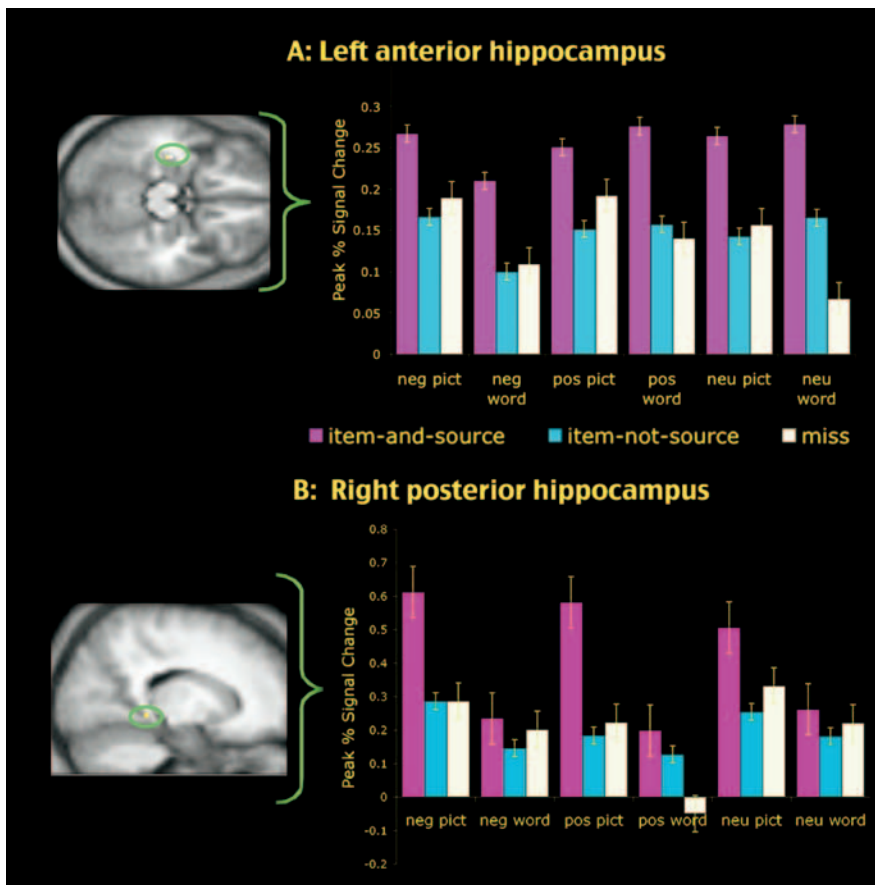 A: Left anterior hippocampus
Peak % Signal Change
0.3
0.25
0.2
0.15
0.1
0.05
0
neg pict
neg
word
pos pict
pos
word
neu pict
neu
word
item-and-source
item-not-source
miss
B: Right posterior hippocampus
Peak % Signal Change
0.8
0.7
0.6
0.5
0.4
0.3
0.2
0.1
0
-0.1
-0.2
neg pict
neg word
pos pict
pos word
neu pict
neu word